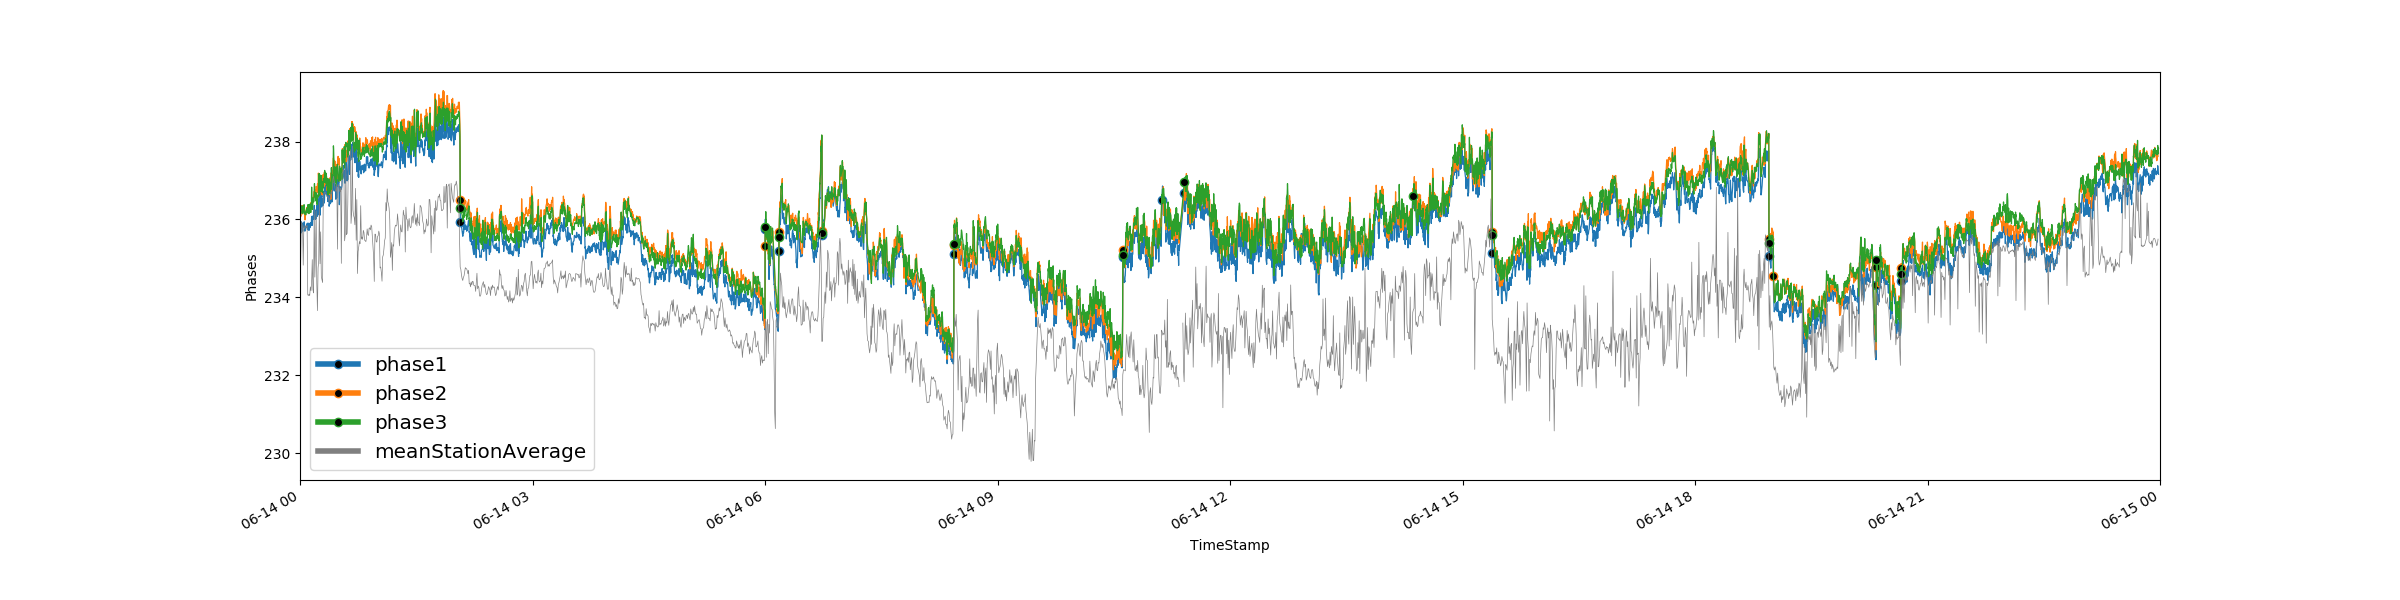 238
236
234
232
230
Phases
phase1
phase2
phase3
meanStationAverage
06-14 00
06-14 03
06-14 06
06-14 09
06-14 12
06-14 15
06-14 18
06-14 21
06-15 00
TimeStamp